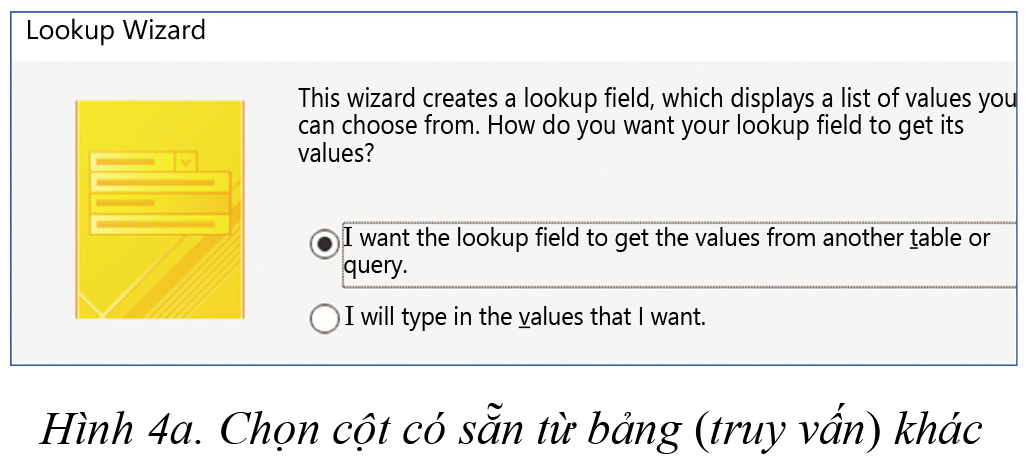 Lookup Wizard
This wizard creates a lookup field, which displays a list of values you
can choose from. How do you want your lookup field to get its
values?
I want the lookup field to get the values from another table or
query.
I will type in the values that I want.
Hình 4a. Chọn cột có sẵn từ bảng (truy vấn) khác